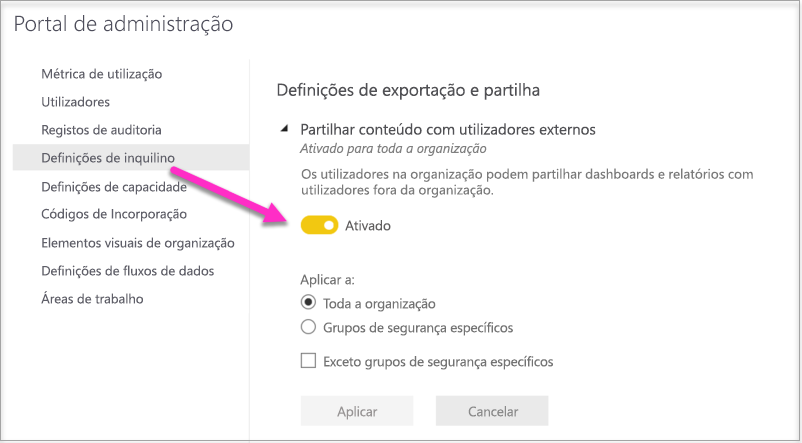 Portal de administração
Métrica de utilização
Utilizadores
Registos de auditoria
Definições de inquilino
Definições de capacidade
Códigos de Incorporação
Elementos visuais de organização
Definições de fluxos de dados
Áreas de trabalho
Definições de exportação e partilha
Partilhar conteúdo com utilizadores externos
Ativado para toda a organização
Os utilizadores na organização podem partilhar dashboards e relatórios com
utilizadores fora da organização.
Ativado
Aplicar a:
Toda a organização
Grupos de segurança específicos
Exceto grupos de segurança específicos
Aplicar
Cancelar